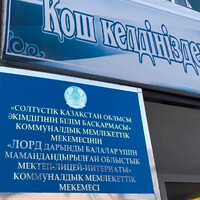 Қош келдіңізде
«СОЛТҮСТІК ҚАЗАҚСТАН ОБЛЫСЫ
ӘКІМДІГІНІҢ БІЛІМ БАСҚАРМАСЫ»
КОММУНАЛДЫҚ МЕМЛЕКЕТТІК
МЕКЕМЕСІНІҢ
«ЛОРД ДАРЫНДЫ БАЛАЛАР ҮШІН
МАМАНДАНДЫРЫЛҒАН ОБЛЫСТЫҚ
МЕКТЕП-ЛИЦЕЙ-ИНТЕРНАТЫ»
КОММУНАЛДЫҚ МЕМЛЕКЕТТІК
МЕКЕМЕСІ